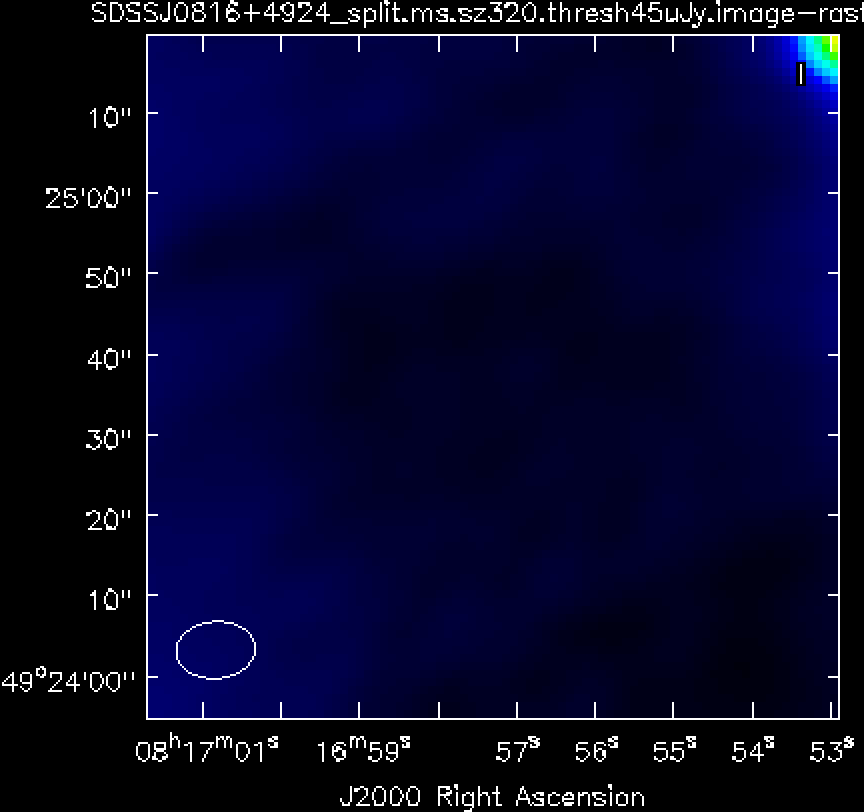 SDSSJ0816+4924_split.ms.sz320.thresh45uJy.image-rast
10"
25'00"
50"
40"
30"
20"
10"
49°24'00"
08ʰ17ᵐ01ˢ 16ᵐ59ˢ 57ˢ 56ˢ 55ˢ 54ˢ 53ˢ
J2000 Right Ascension